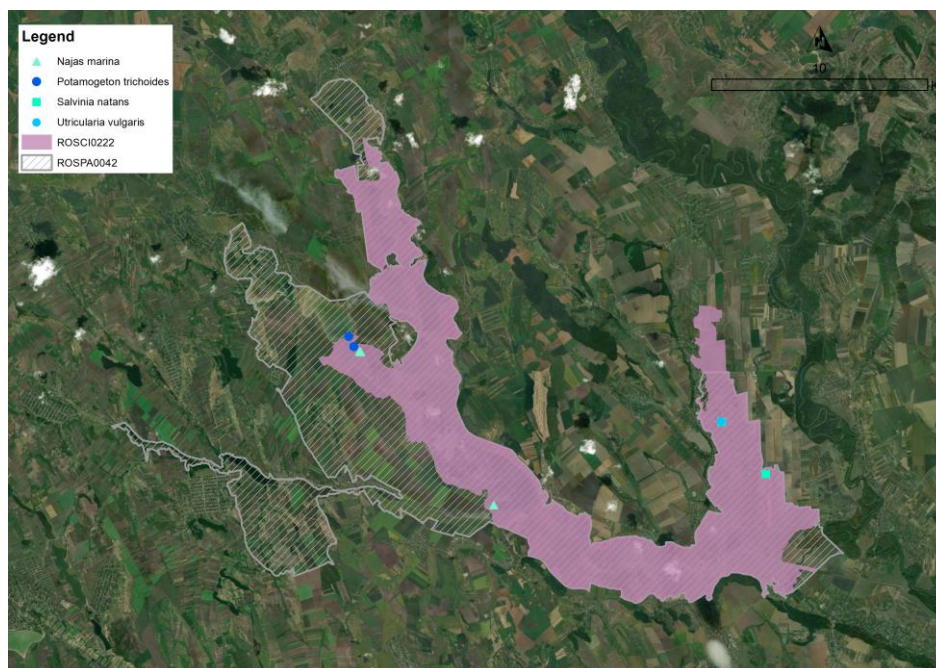 Legend
Najas marina
Potamogeton trichoides
Salvinia natans
Utricularia vulgaris
ROSCI0222
ROSPA0042
10